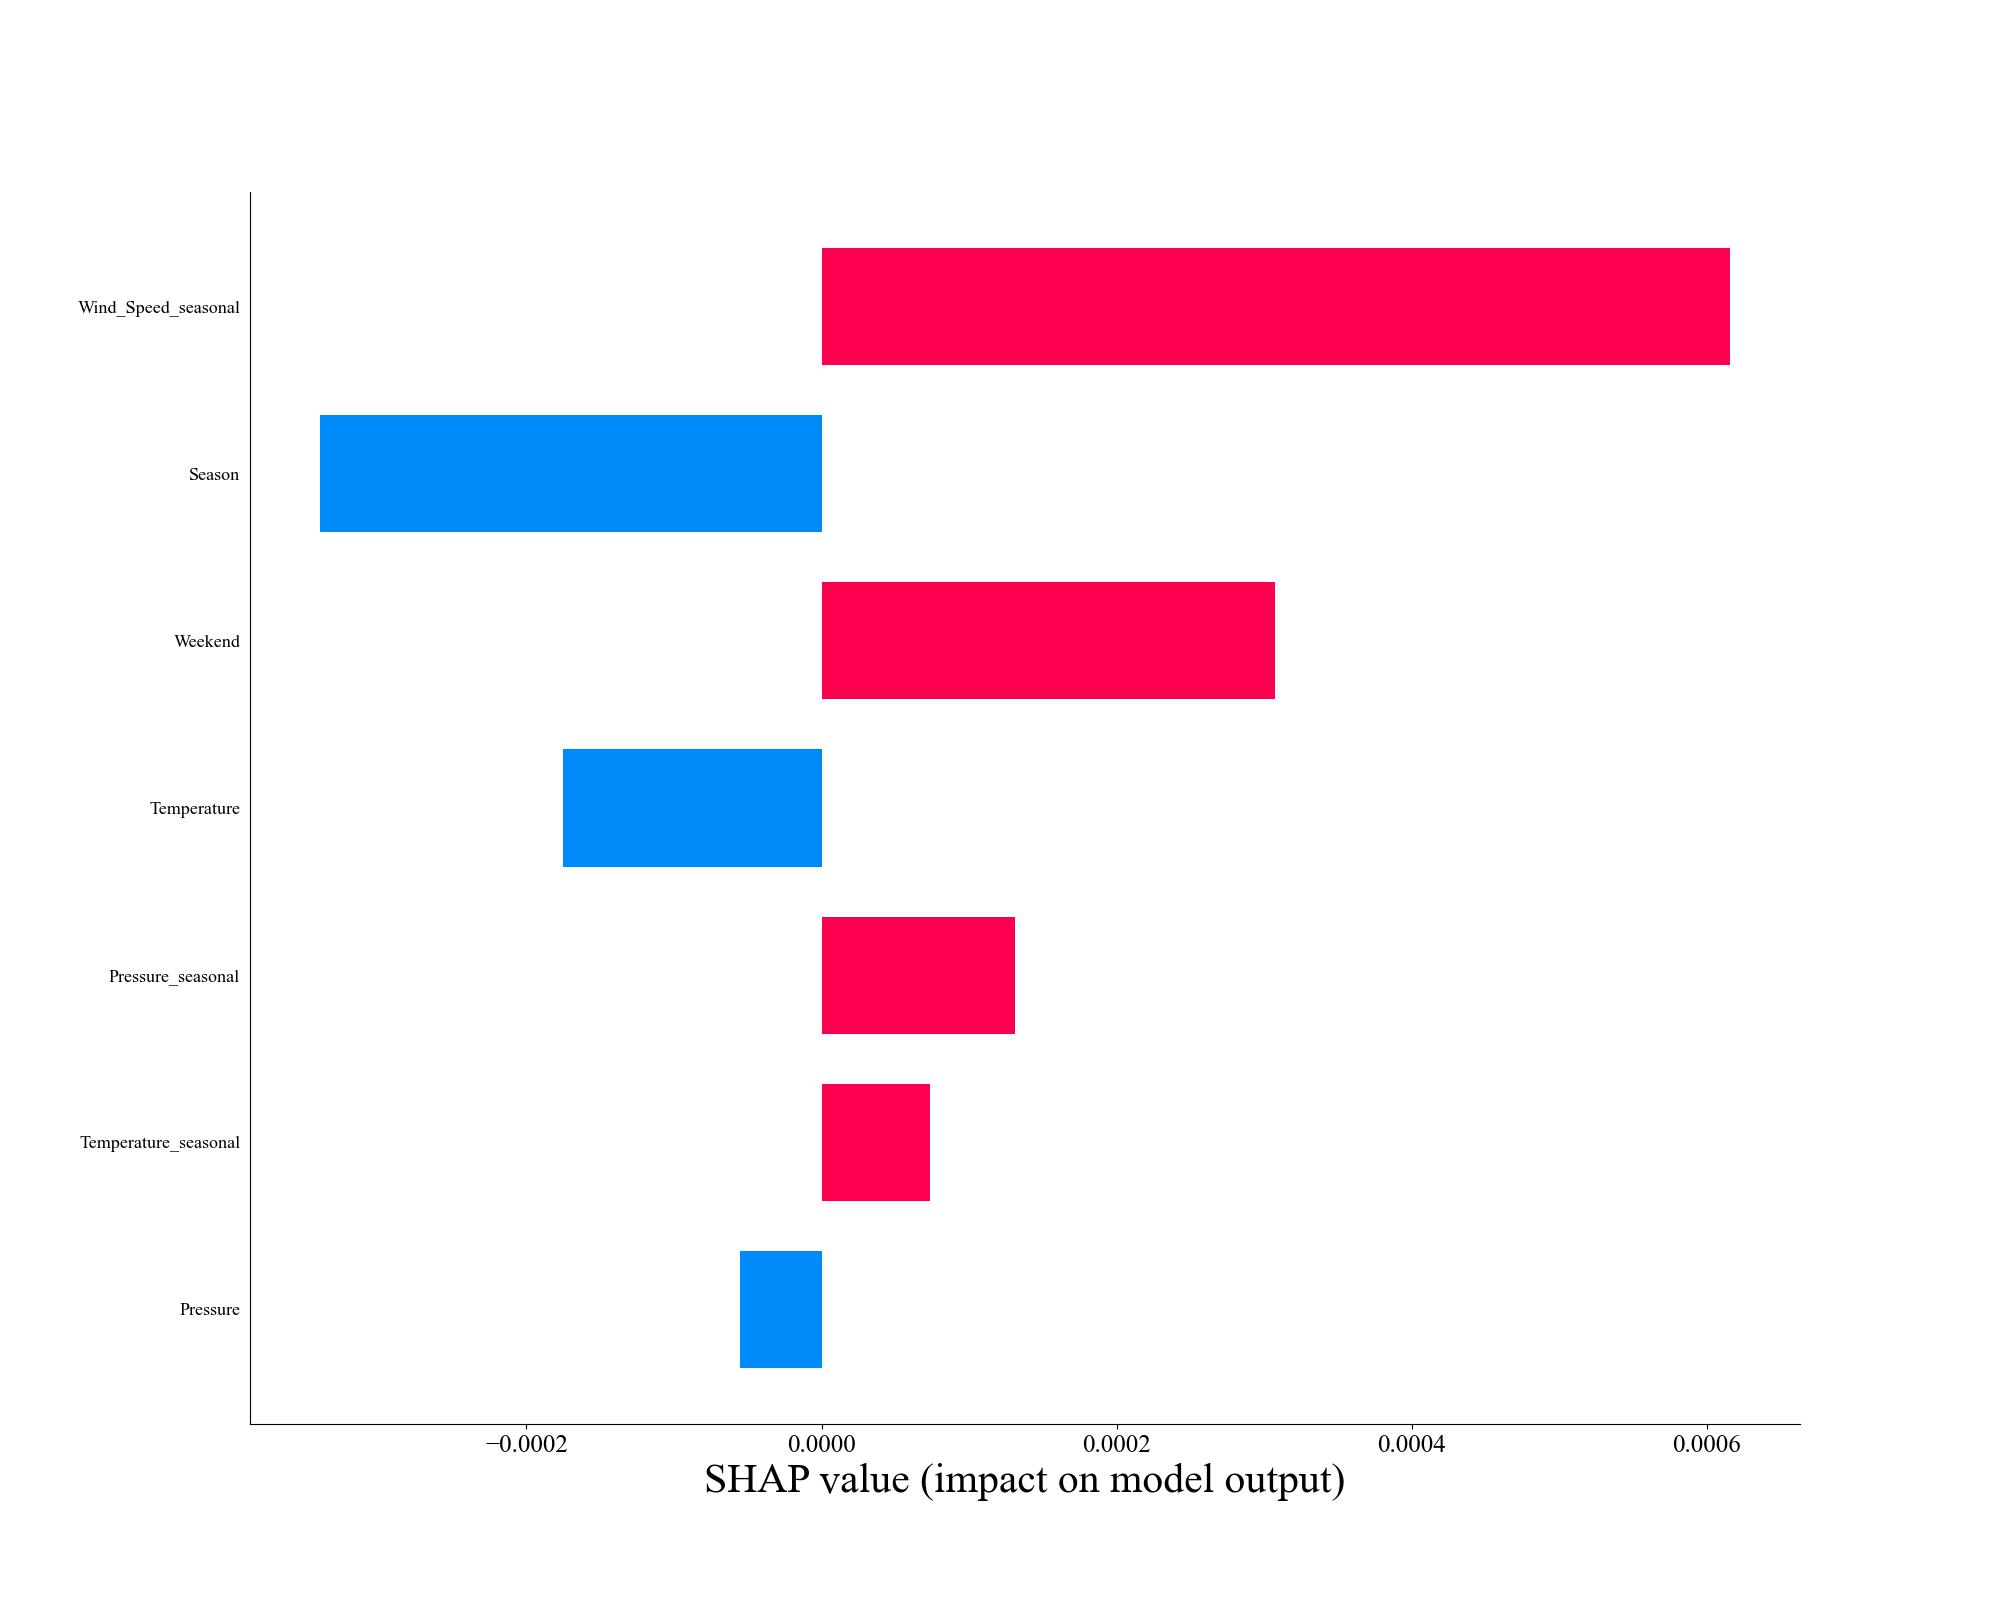 Wind_Speed_seasonal
Season
Weekend
Temperature
Pressure_seasonal
Temperature_seasonal
Pressure
−0.0002 0.0000 0.0002 0.0004 0.0006
SHAP value (impact on model output)